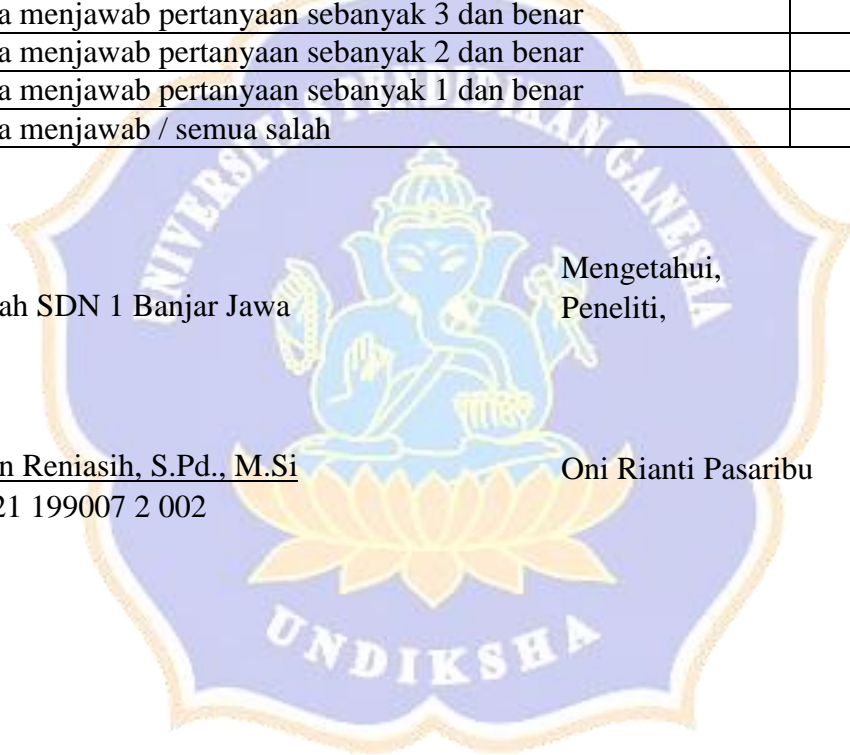 a menjawab pertanyaan sebanyak 3 dan benar
a menjawab pertanyaan sebanyak 2 dan benar
a menjawab pertanyaan sebanyak 1 dan benar
a menjawab / semua salah
UNIVERSITAS PENDIDIKAN GANESHA
Mengetahui,
ah SDN 1 Banjar Jawa
Peneliti,
n Reniasih, S.Pd., M.Si
Oni Rianti Pasaribu
21 199007 2 002
UNDIKSHA